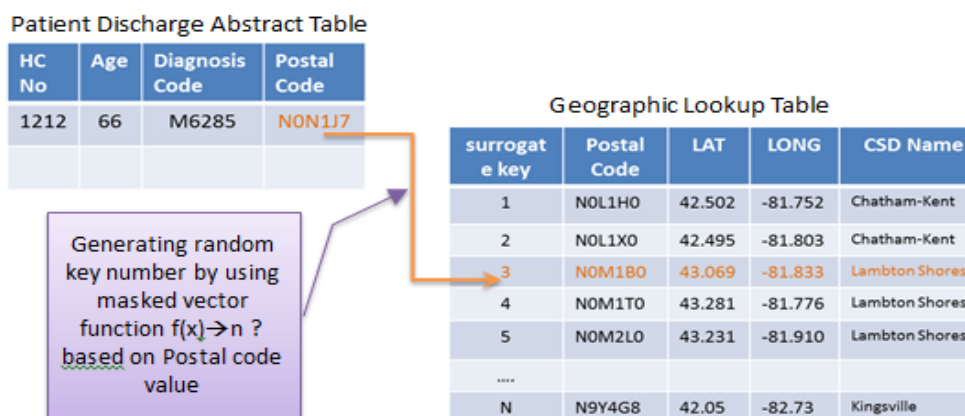 Patient Discharge Abstract Table
HC No Age Diagnosis Code Postal Code
1212 66 M6285 N0N1J7
Geographic Lookup Table
surrogat e key Postal Code LAT LONG CSD Name
1 N0L1H0 42.502 -81.752 Chatham-Kent
2 N0L1X0 42.495 -81.803 Chatham-Kent
3 N0M1B0 43.069 -81.833 Lambton Shores
4 N0M1T0 43.281 -81.776 Lambton Shores
5 N0M2L0 43.231 -81.910 Lambton Shores
....
N N9Y4G8 42.05 -82.73 Kingsville
Generating random
key number by using
masked vector
function f(x)→n ?
based on Postal code
value